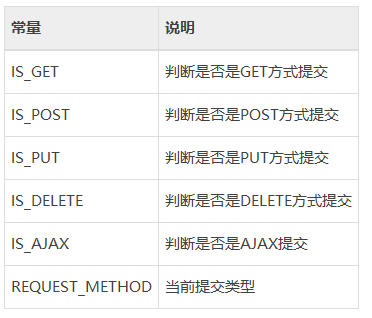 常量 说明
IS_GET 判断是否是GET方式提交
IS_POST 判断是否是POST方式提交
IS_PUT 判断是否是PUT方式提交
IS_DELETE 判断是否是DELETE方式提交
IS_AJAX 判断是否是AJAX提交
REQUEST_METHOD 当前提交类型